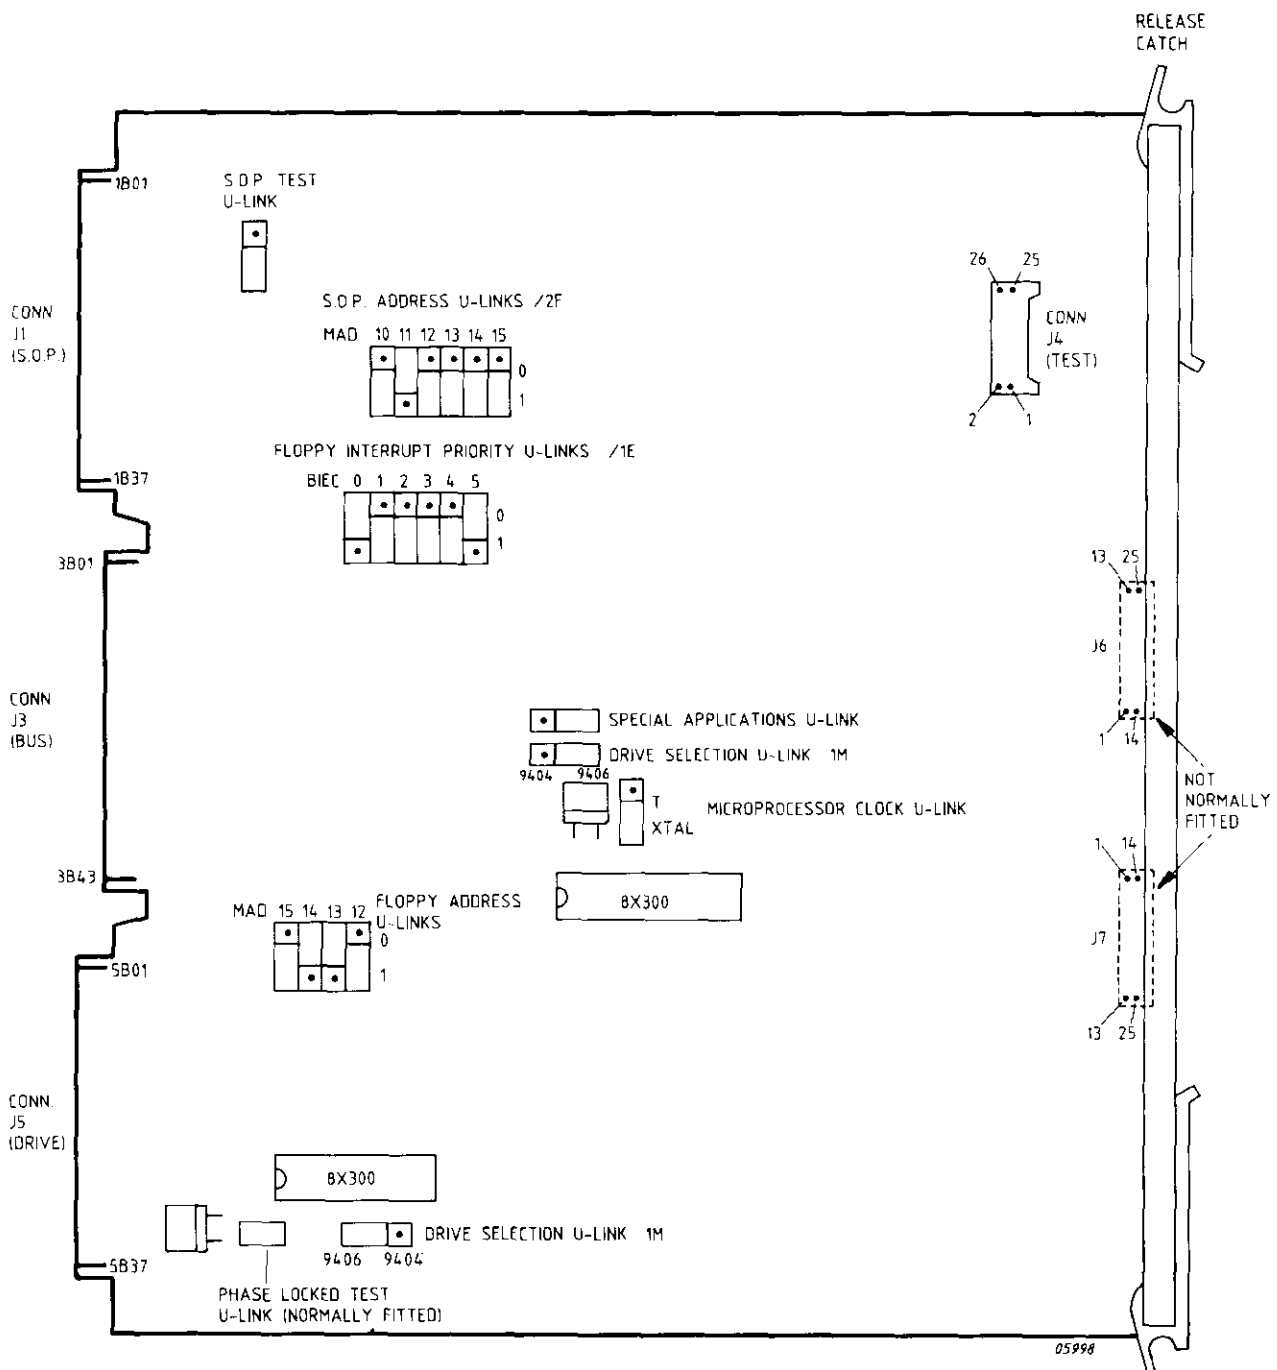 RELEASE
CATCH
1B01
S.O.P. TEST
U-LINK
26 25
CONN
J1
(S.O.P.)
S.O.P. ADDRESS U-LINKS /2F
MAD 10 11 12 13 14 15
0
1
CONN
J4
(TEST)
2 1
FLOPPY INTERRUPT PRIORITY U-LINKS /1E
1B37
BIEC 0 1 2 3 4 5
0
1
3B01
13 25
J6
1 14
CONN
J3
(BUS)
SPECIAL APPLICATIONS U-LINK
DRIVE SELECTION U-LINK 1M
9404 9406
T
XTAL
MICROPROCESSOR CLOCK U-LINK
NOT
NORMALLY
FITTED
3B43
1 14
J7
13 25
8X300
MAD 15 14 13 12
FLOPPY ADDRESS
U-LINKS
0
1
5B01
CONN.
J5
(DRIVE)
8X300
DRIVE SELECTION U-LINK 1M
9406 9404
5B37
PHASE LOCKED TEST
U-LINK (NORMALLY FITTED)
05998